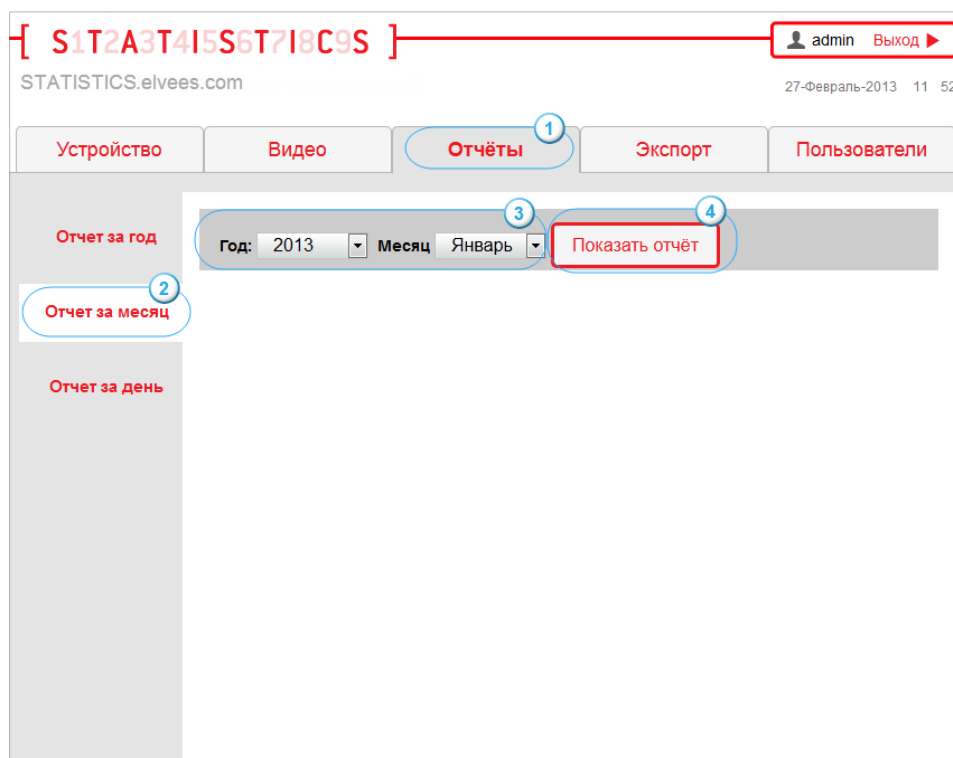 S1T2A3T4I5S6T7I8C9S
admin Выход
STATISTICS.elvees.com
27-Февраль-2013 11 52
1
Устройство Видео Отчёты Экспорт Пользователи
3 4
Отчет за год
Год: 2013 Месяц Январь Показать отчёт
2
Отчет за месяц
Отчет за день